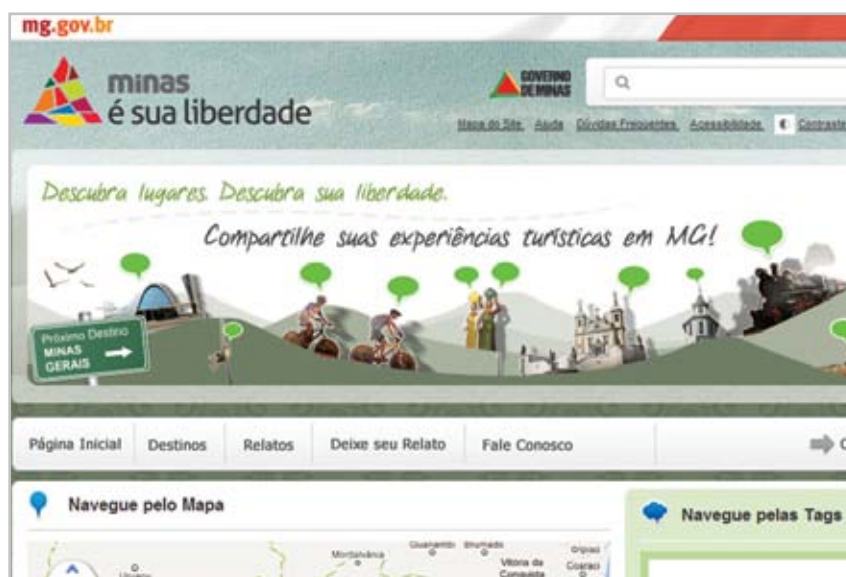 mg.gov.br
minas
é sua liberdade
GOVERNO
DE MINAS
Mapa do Site Ajuda Dúvidas Frequentes Acessibilidade Contraste
Descubra lugares. Descubra sua liberdade.
Compartilhe suas experiências turísticas em MG!
Próximo Destino
MINAS
GERAIS
Página Inicial Destinos Relatos Deixe seu Relato Fale Conosco
Navegue pelo Mapa
Navegue pelas Tags
Guanambi Brumado
Montalvânia
Vitória da
Conquista